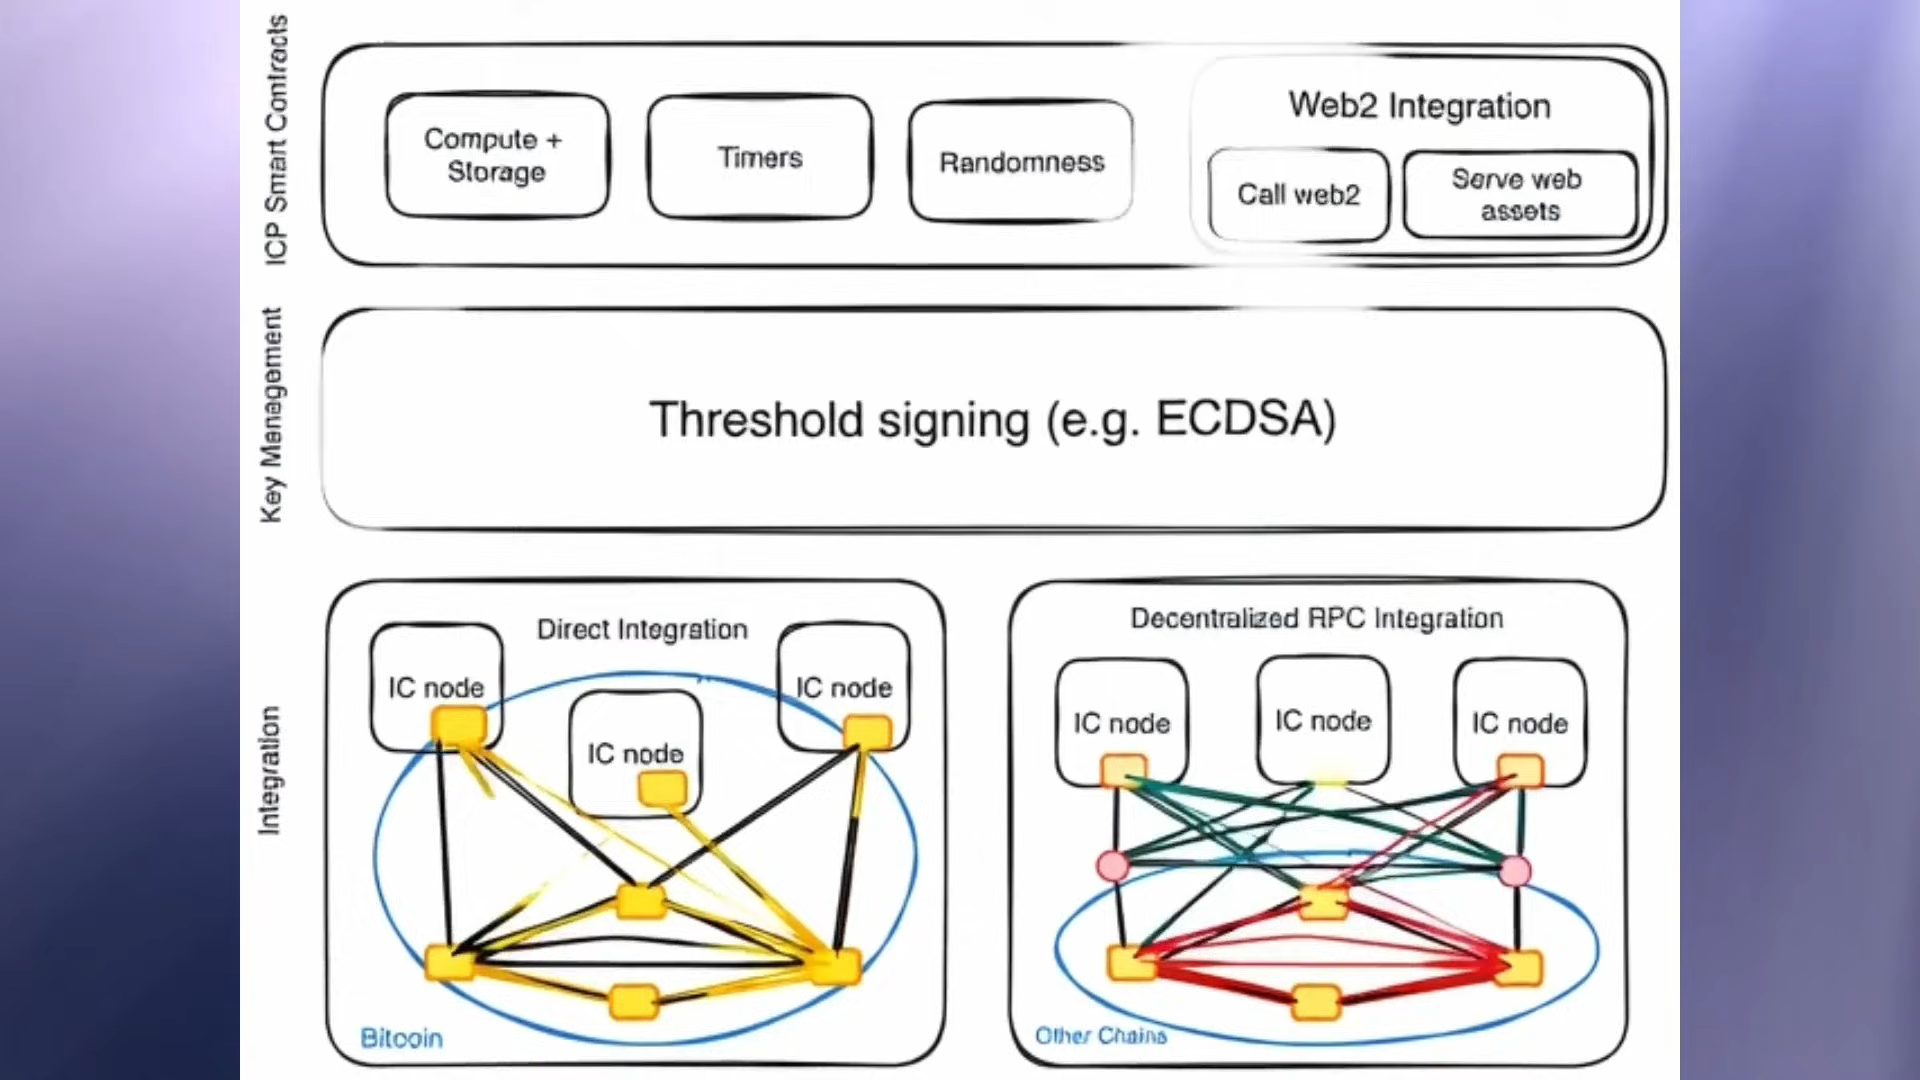 ICP Smart Contracts
Compute +
Storage
Timers
Randomness
Web2 Integration
Call web2
Serve web
assets
Key Management
Threshold signing (e.g. ECDSA)
Integration
Direct Integration
IC node
IC node
IC node
Bitcoin
Decentralized RPC Integration
IC node
IC node
IC node
Other Chains